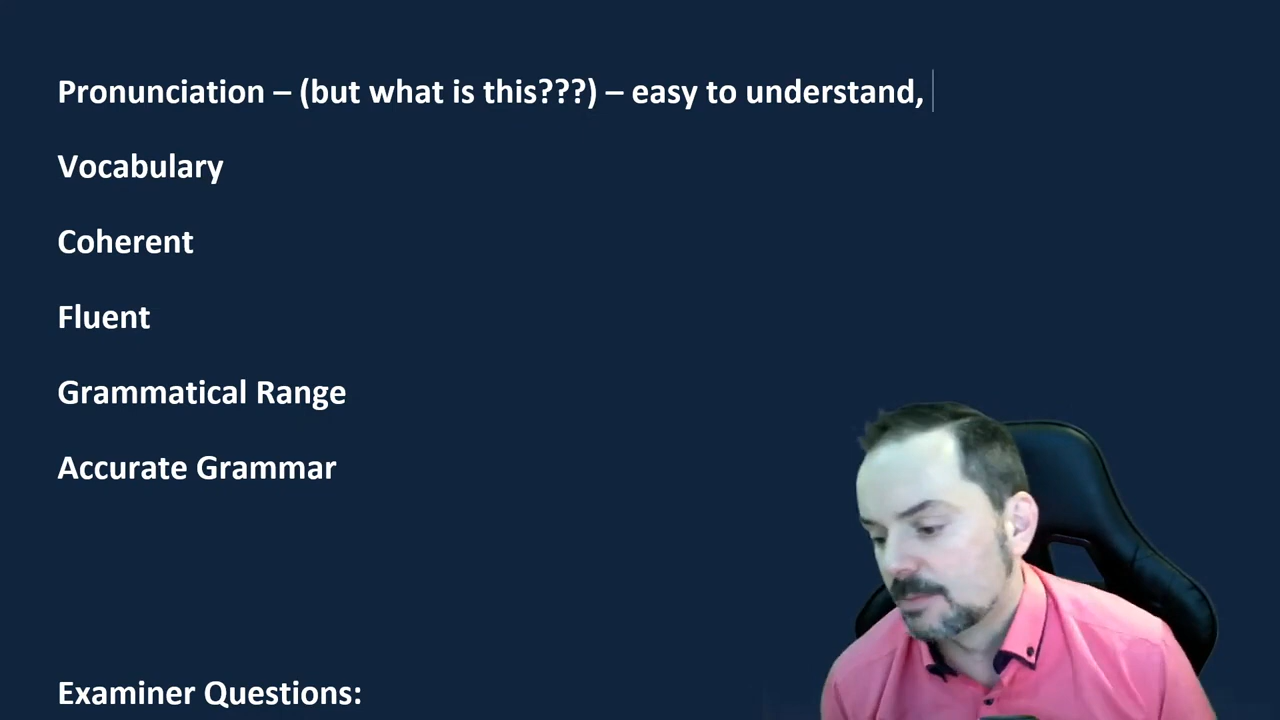 Pronunciation – (but what is this???) – easy to understand,
Vocabulary
Coherent
Fluent
Grammatical Range
Accurate Grammar
Examiner Questions: